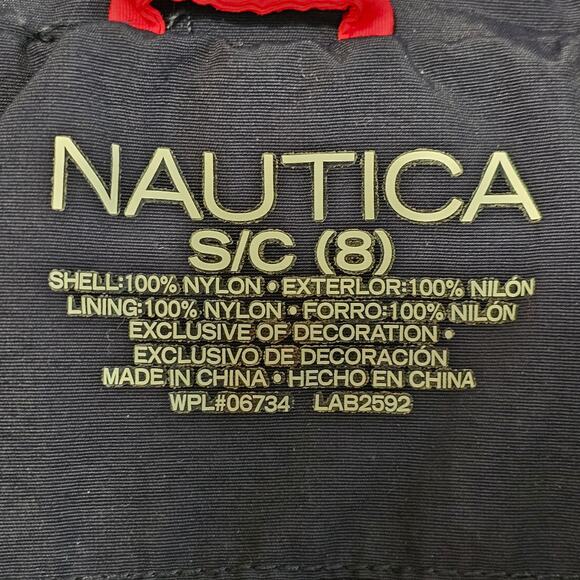 NAUTICA
S/C (8)
SHELL:100% NYLON • EXTERLOR:100% NILÓN
LINING:100% NYLON • FORRO:100% NILÓN
EXCLUSIVE OF DECORATION •
EXCLUSIVO DE DECORACIÓN
MADE IN CHINA • HECHO EN CHINA
WPL#06734 LAB2592